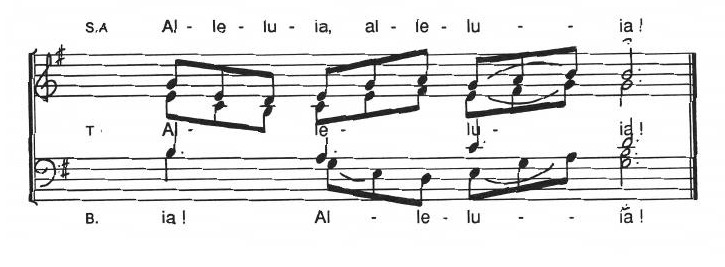 S.A Al - le - lu - ia, al - le - lu - - ia!
T. Al - le - lu - ia!
B. ia! Al - le - lu - - ia!